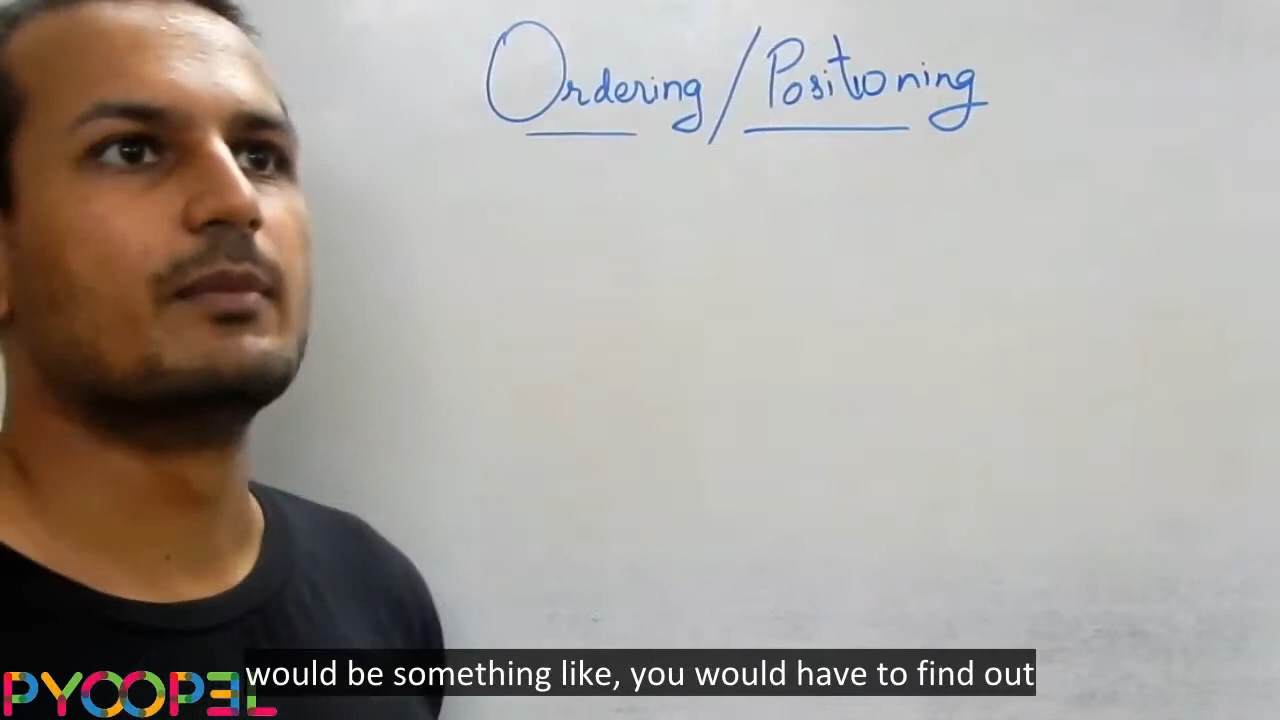 Ordering / Positioning
would be something like, you would have to find out
PYOOPEL